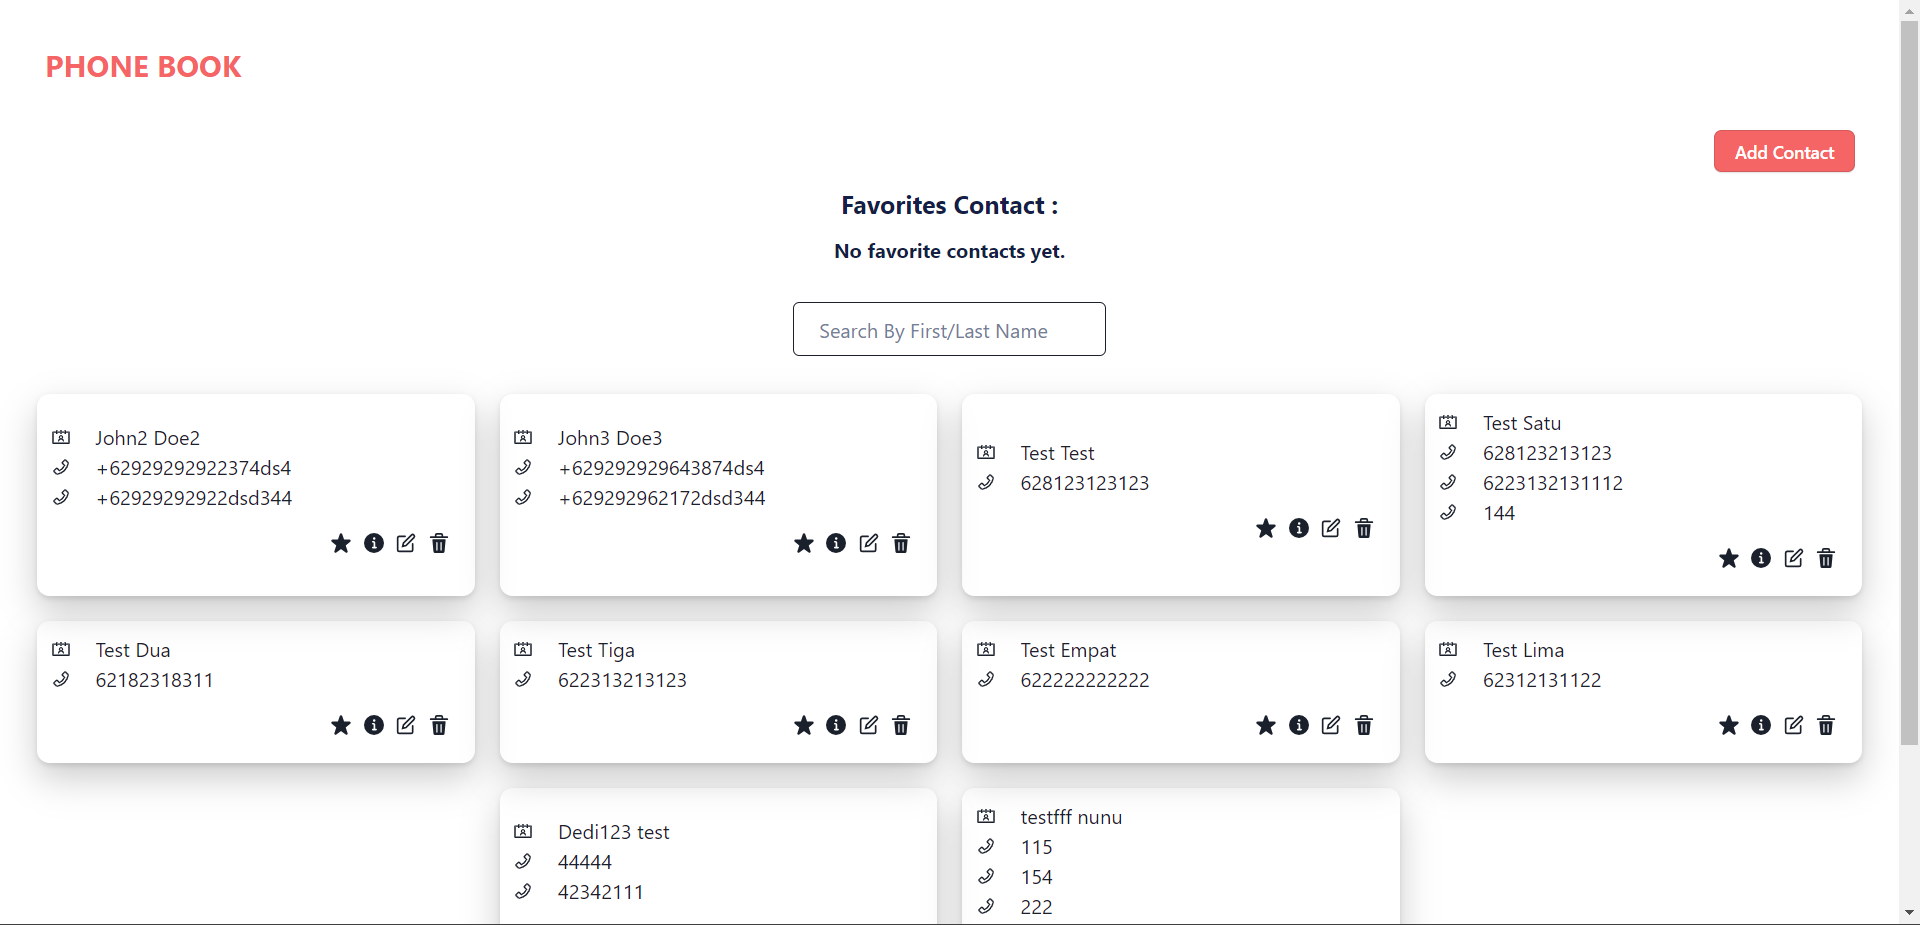 PHONE BOOK
Add Contact
Favorites Contact :
No favorite contacts yet.
Search By First/Last Name
John2 Doe2
+62929292922374ds4
+62929292922dsd344
John3 Doe3
+629292929643874ds4
+629292962172dsd344
Test Test
628123123123
Test Satu
628123213123
6223132131112
144
Test Dua
62182318311
Test Tiga
622313213123
Test Empat
622222222222
Test Lima
62312131122
Dedi123 test
44444
42342111
testfff nunu
115
154
222